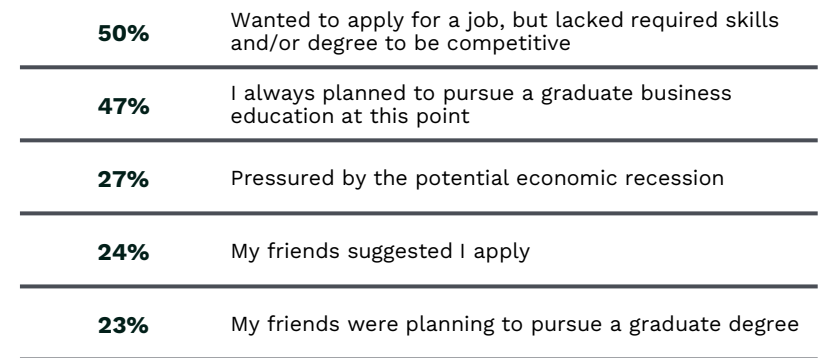 50%
Wanted to apply for a job, but lacked required skills
and/or degree to be competitive
47%
I always planned to pursue a graduate business
education at this point
27%
Pressured by the potential economic recession
24%
My friends suggested I apply
23%
My friends were planning to pursue a graduate degree